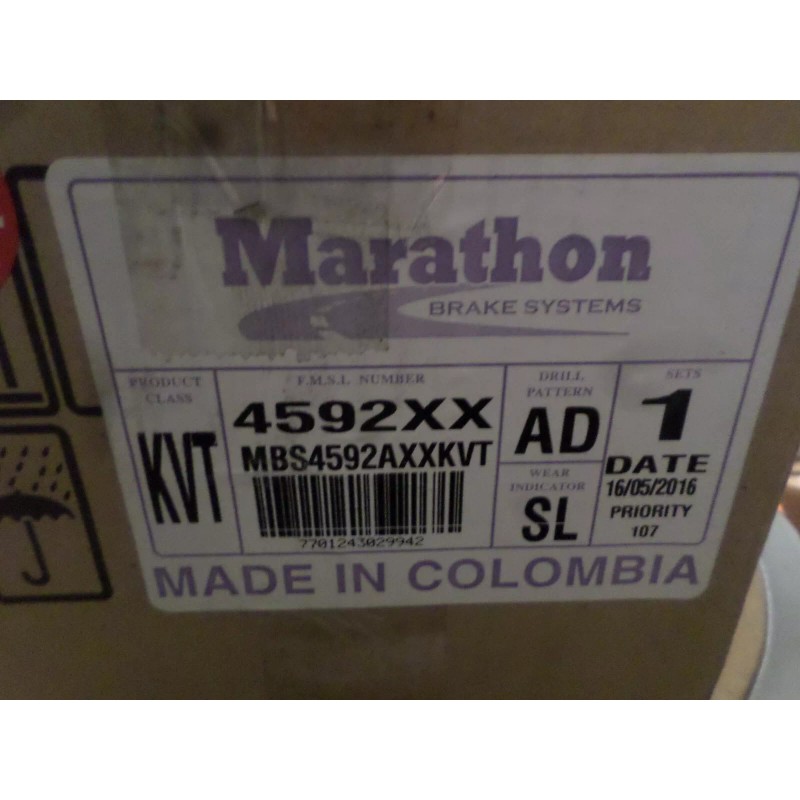 Marathon
BRAKE SYSTEMS
PRODUCT CLASS
KVT
F.M.S.I. NUMBER
4592XX
MBS4592AXXKVT
7701243029942
DRILL PATTERN
AD
WEAR INDICATOR
SL
SETS
1
DATE
16/05/2016
PRIORITY
107
MADE IN COLOMBIA